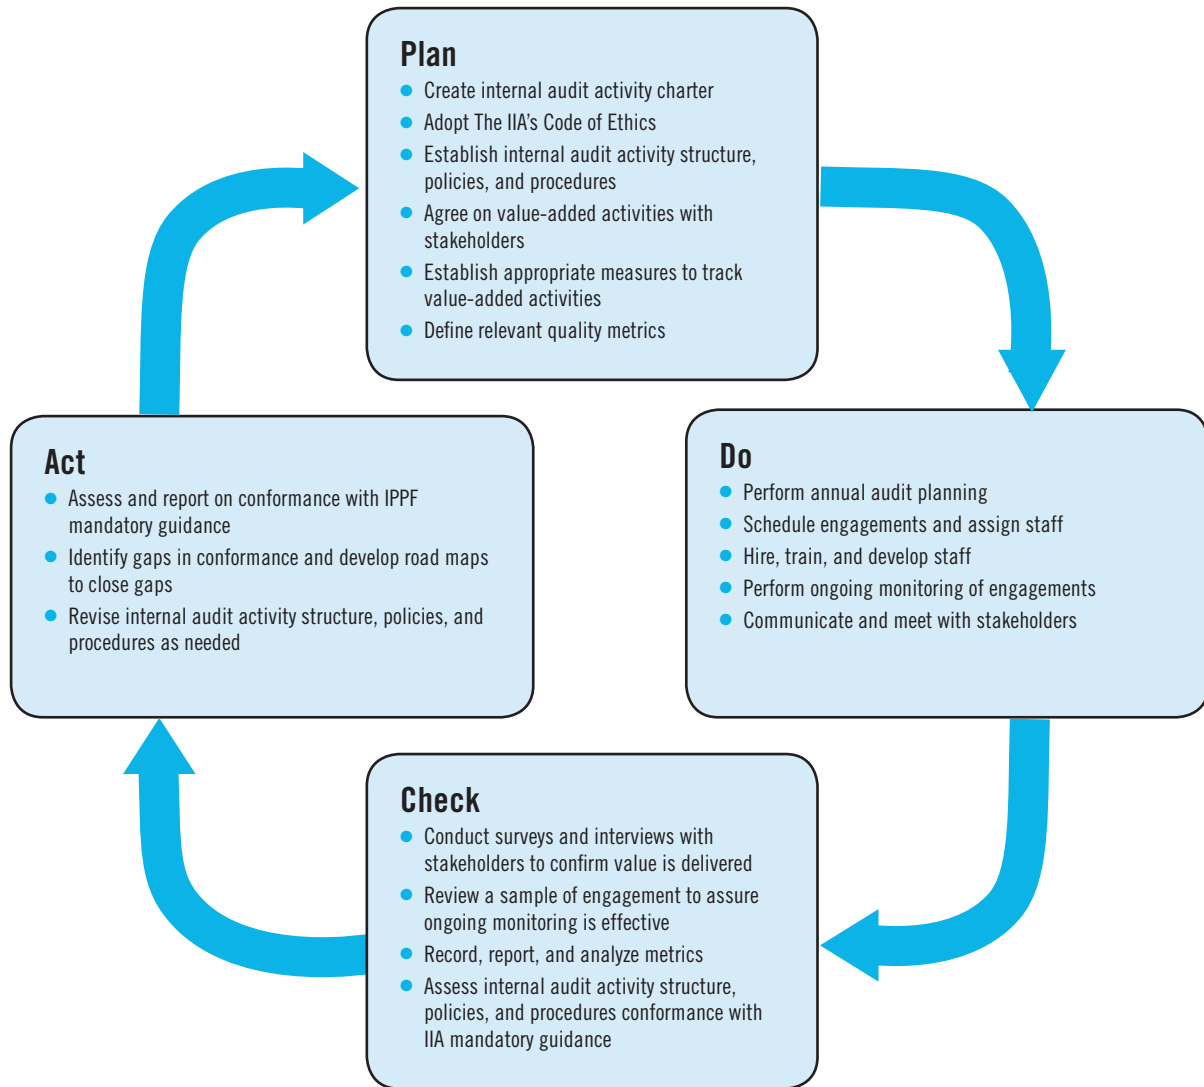 Plan
● Create internal audit activity charter
● Adopt The IIA's Code of Ethics
● Establish internal audit activity structure,
policies, and procedures
● Agree on value-added activities with
stakeholders
● Establish appropriate measures to track
value-added activities
● Define relevant quality metrics
Do
● Perform annual audit planning
● Schedule engagements and assign staff
● Hire, train, and develop staff
● Perform ongoing monitoring of engagements
● Communicate and meet with stakeholders
Check
● Conduct surveys and interviews with
stakeholders to confirm value is delivered
● Review a sample of engagement to assure
ongoing monitoring is effective
● Record, report, and analyze metrics
● Assess internal audit activity structure,
policies, and procedures conformance with
IIA mandatory guidance
Act
● Assess and report on conformance with IPPF
mandatory guidance
● Identify gaps in conformance and develop road maps
to close gaps
● Revise internal audit activity structure, policies, and
procedures as needed